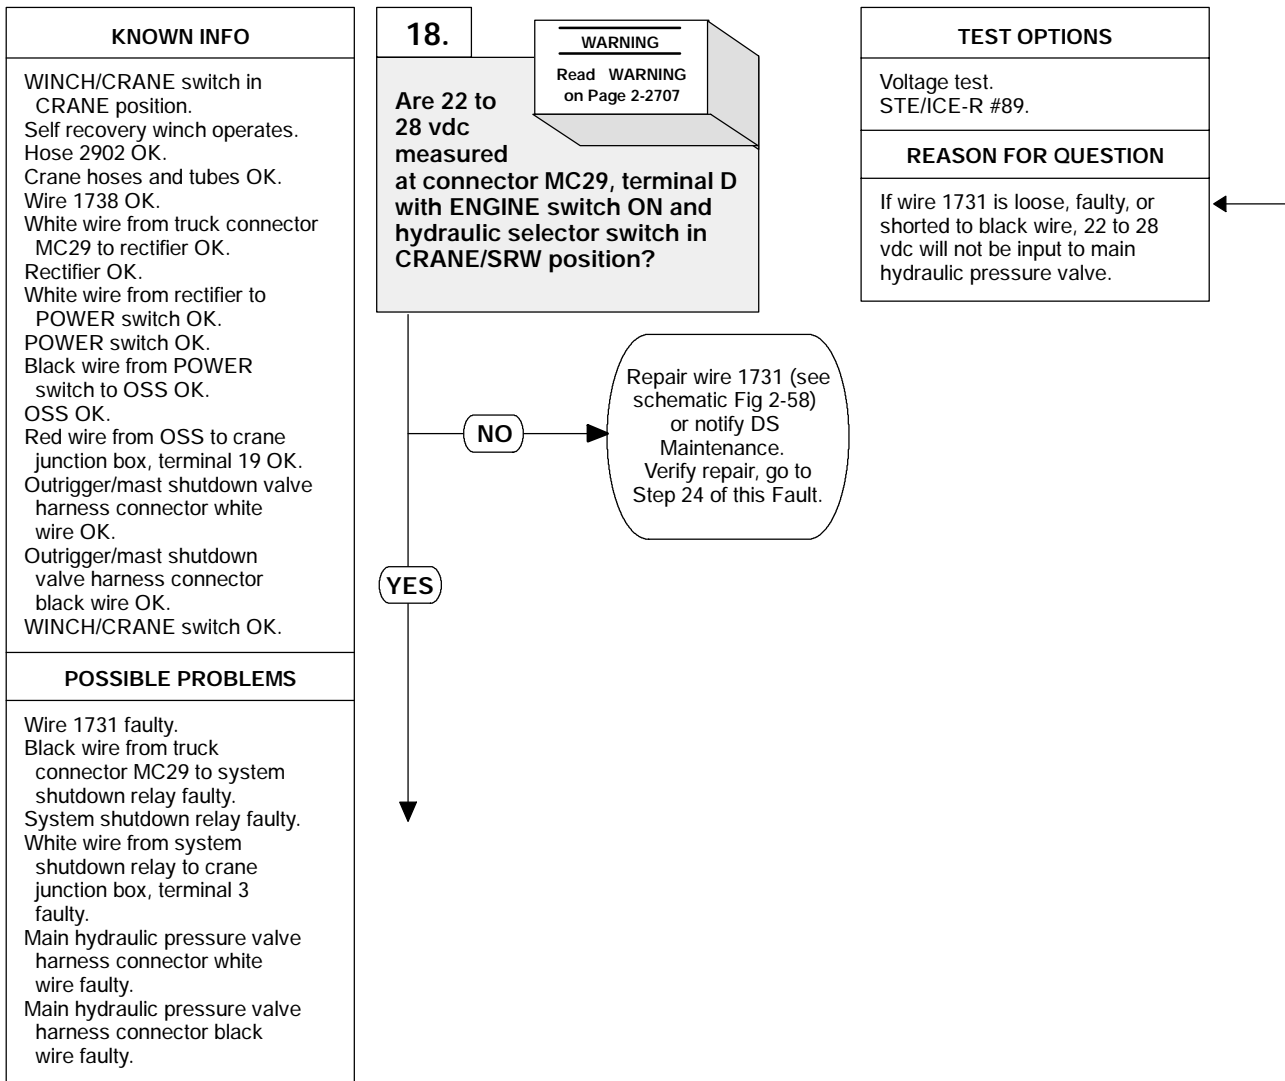 KNOWN INFO
WINCH/CRANE switch in
CRANE position.
Self recovery winch operates.
Hose 2902 OK.
Crane hoses and tubes OK.
Wire 1738 OK.
White wire from truck connector
MC29 to rectifier OK.
Rectifier OK.
White wire from rectifier to
POWER switch OK.
POWER switch OK.
Black wire from POWER
switch to OSS OK.
OSS OK.
Red wire from OSS to crane
junction box, terminal 19 OK.
Outrigger/mast shutdown valve
harness connector white
wire OK.
Outrigger/mast shutdown
valve harness connector
black wire OK.
WINCH/CRANE switch OK.
POSSIBLE PROBLEMS
Wire 1731 faulty.
Black wire from truck
connector MC29 to system
shutdown relay faulty.
System shutdown relay faulty.
White wire from system
shutdown relay to crane
junction box, terminal 3
faulty.
Main hydraulic pressure valve
harness connector white
wire faulty.
Main hydraulic pressure valve
harness connector black
wire faulty.
18.
WARNING
Read WARNING
on Page 2-2707
Are 22 to
28 vdc
measured
at connector MC29, terminal D
with ENGINE switch ON and
hydraulic selector switch in
CRANE/SRW position?
NO
Repair wire 1731 (see
schematic Fig 2-58)
or notify DS
Maintenance.
Verify repair, go to
Step 24 of this Fault.
YES
TEST OPTIONS
Voltage test.
STE/ICE-R #89.
REASON FOR QUESTION
If wire 1731 is loose, faulty, or
shorted to black wire, 22 to 28
vdc will not be input to main
hydraulic pressure valve.